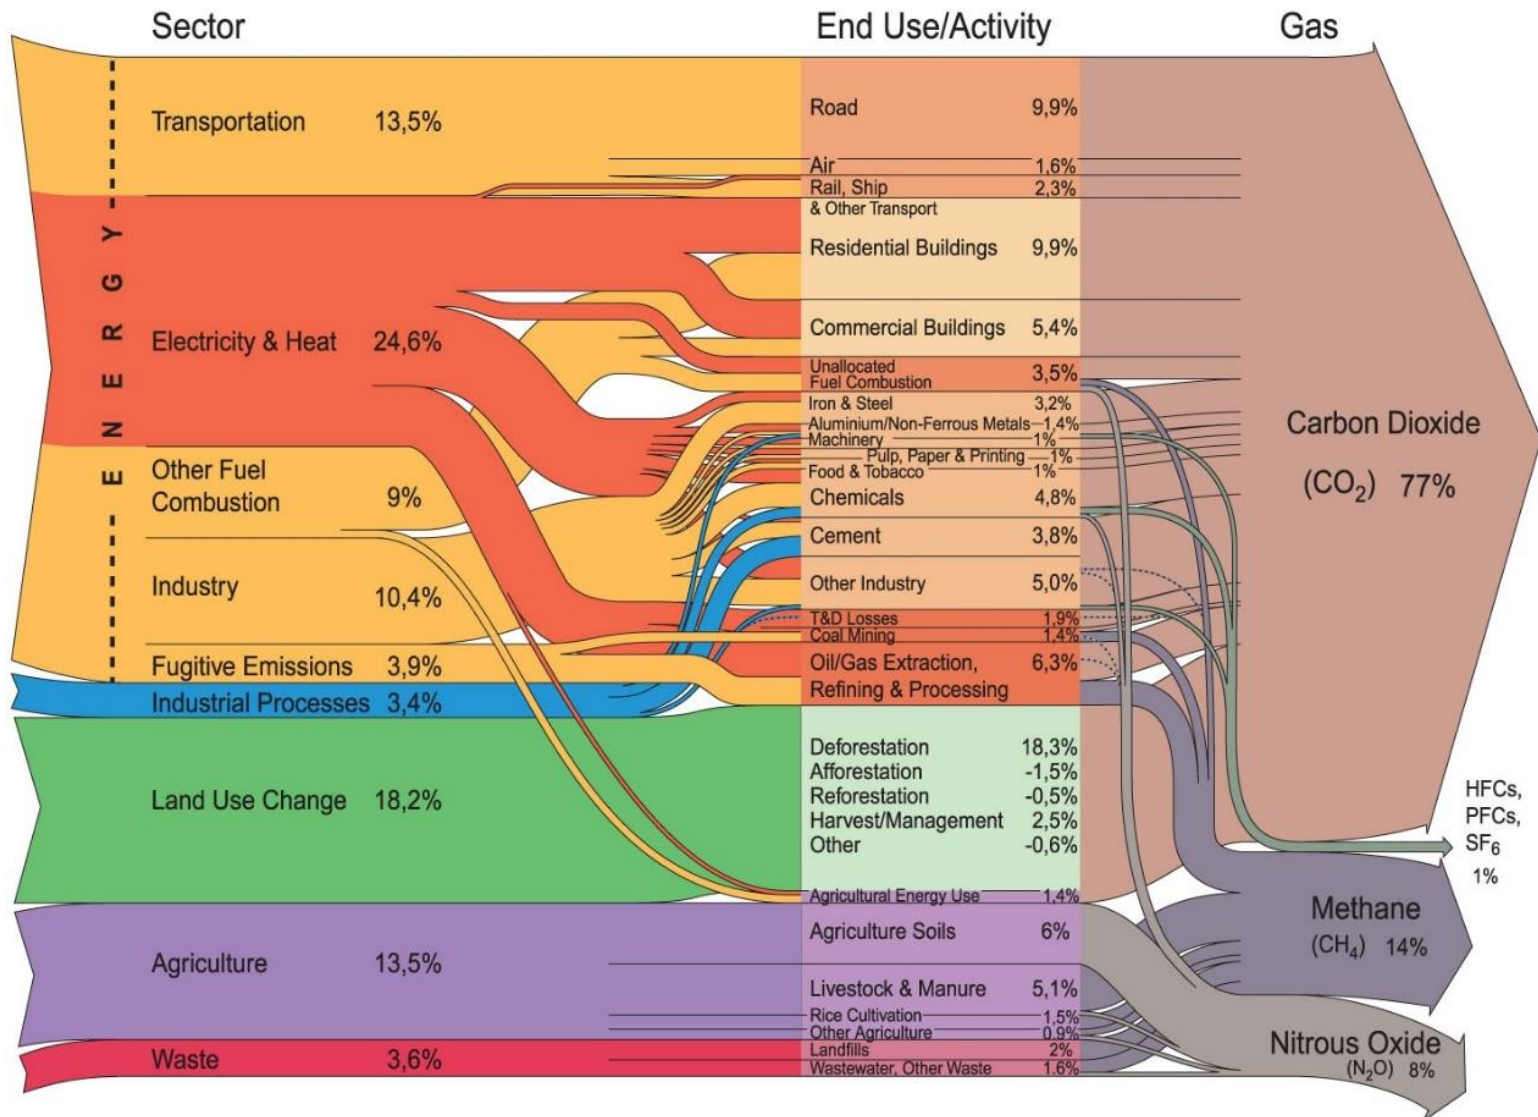 Sector
End Use/Activity
Gas
ENERGY
Transportation 13,5%
Electricity & Heat 24,6%
Other Fuel
Combustion 9%
Industry 10,4%
Fugitive Emissions 3,9%
Industrial Processes 3,4%
Land Use Change 18,2%
Agriculture 13,5%
Waste 3,6%
Road 9,9%
Air 1,6%
Rail, Ship 2,3%
& Other Transport
Residential Buildings 9,9%
Commercial Buildings 5,4%
Unallocated
Fuel Combustion 3,5%
Iron & Steel 3,2%
Aluminium/Non-Ferrous Metals 1,4%
Machinery 1%
Pulp, Paper & Printing 1%
Food & Tobacco 1%
Chemicals 4,8%
Cement 3,8%
Other Industry 5,0%
T&D Losses 1,9%
Coal Mining 1,4%
Oil/Gas Extraction, 6,3%
Refining & Processing
Deforestation 18,3%
Afforestation -1,5%
Reforestation -0,5%
Harvest/Management 2,5%
Other -0,6%
Agricultural Energy Use 1,4%
Agriculture Soils 6%
Livestock & Manure 5,1%
Rice Cultivation 1,5%
Other Agriculture 0,9%
Landfills 2%
Wastewater, Other Waste 1.6%
Carbon Dioxide
(CO₂) 77%
HFCs,
PFCs,
SF₆
1%
Methane
(CH₄) 14%
Nitrous Oxide
(N₂O) 8%